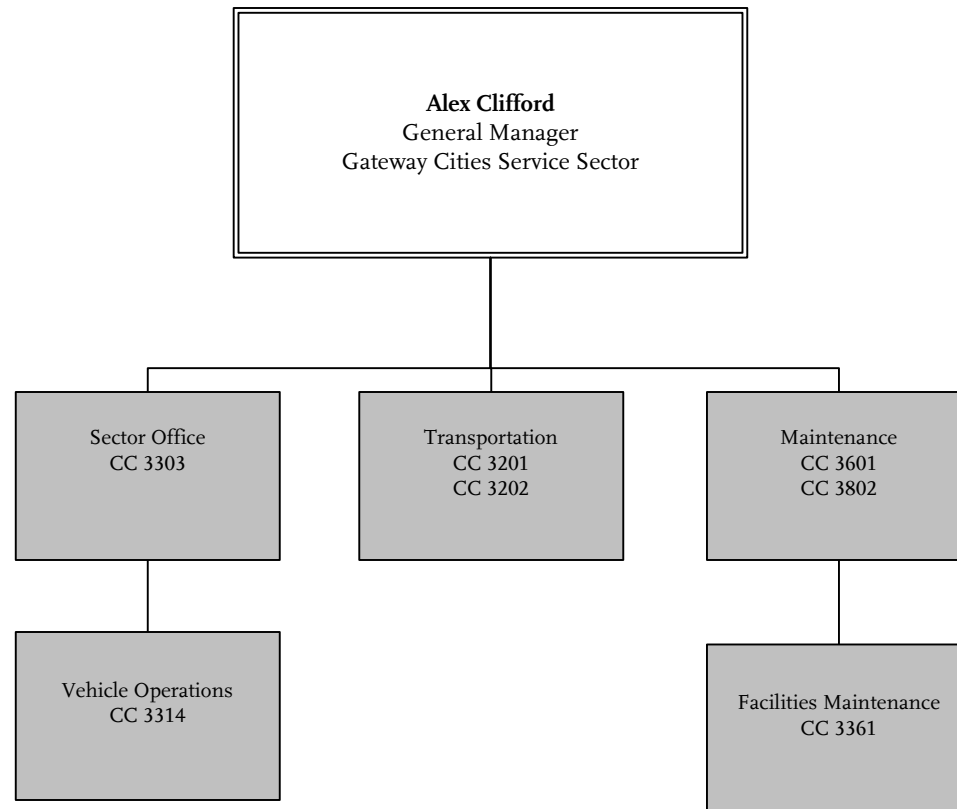 Alex Clifford
General Manager
Gateway Cities Service Sector
Sector Office
CC 3303
Transportation
CC 3201
CC 3202
Maintenance
CC 3601
CC 3802
Vehicle Operations
CC 3314
Facilities Maintenance
CC 3361